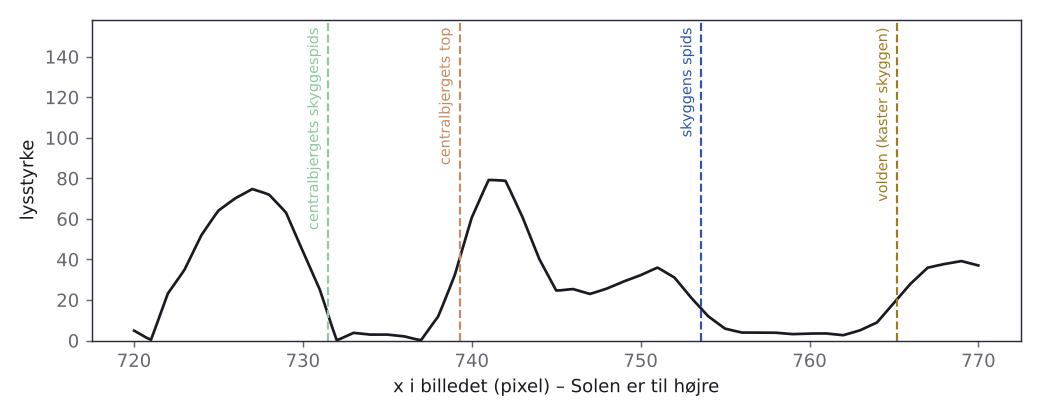 lysstyrke
140
120
100
80
60
40
20
0
centralbjergets skyggespids
centralbjergets top
skyggens spids
volden (kaster skyggen)
720 730 740 750 760 770
x i billedet (pixel) – Solen er til højre